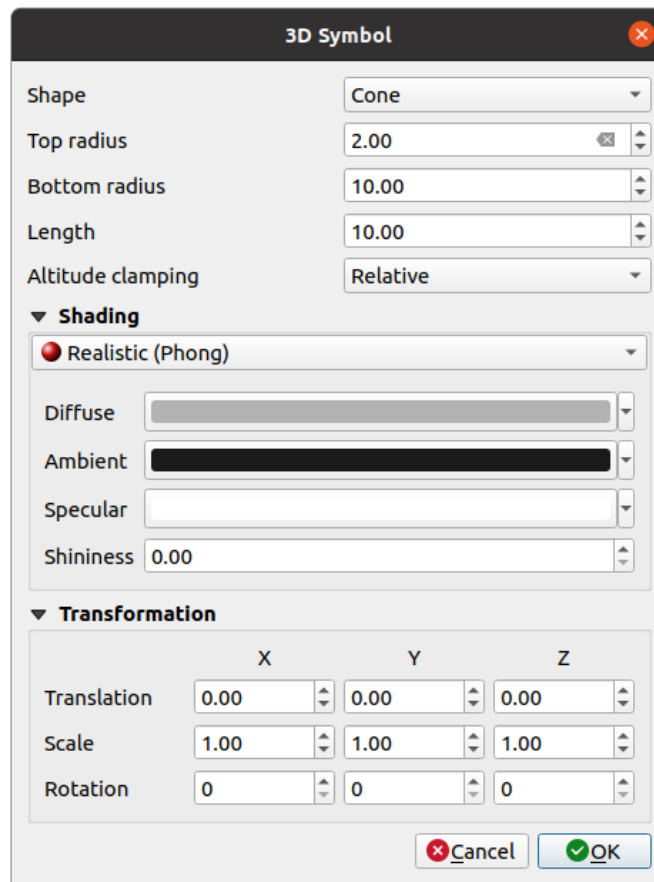 3D Symbol
Shape Cone
Top radius 2.00
Bottom radius 10.00
Length 10.00
Altitude clamping Relative
Shading
Realistic (Phong)
Diffuse
Ambient
Specular
Shininess 0.00
Transformation
X Y Z
Translation 0.00 0.00 0.00
Scale 1.00 1.00 1.00
Rotation 0 0 0
Cancel OK